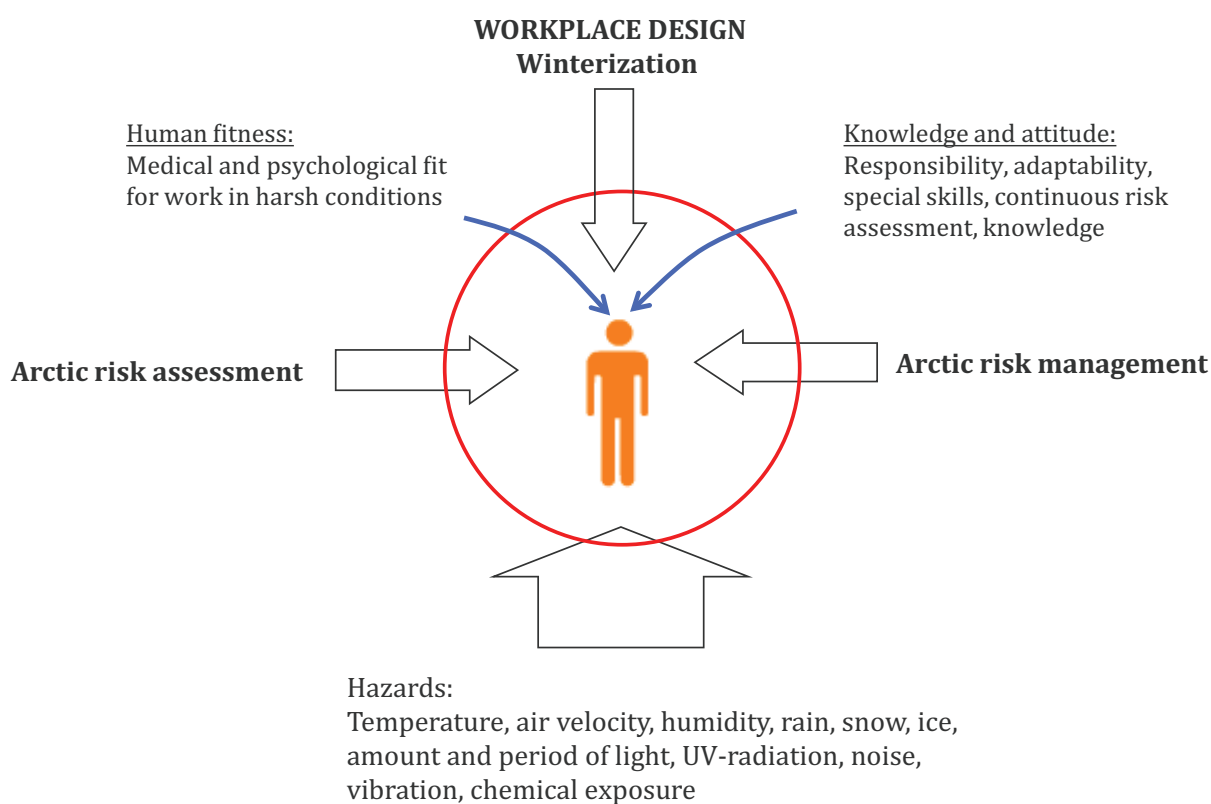 WORKPLACE DESIGN
Winterization
Human fitness:
Medical and psychological fit
for work in harsh conditions
Knowledge and attitude:
Responsibility, adaptability,
special skills, continuous risk
assessment, knowledge
Arctic risk assessment
Arctic risk management
Hazards:
Temperature, air velocity, humidity, rain, snow, ice,
amount and period of light, UV-radiation, noise,
vibration, chemical exposure